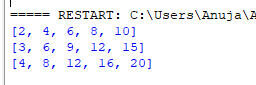 ===== RESTART: C:\Users\Anuja\A
[2, 4, 6, 8, 10]
[3, 6, 9, 12, 15]
[4, 8, 12, 16, 20]